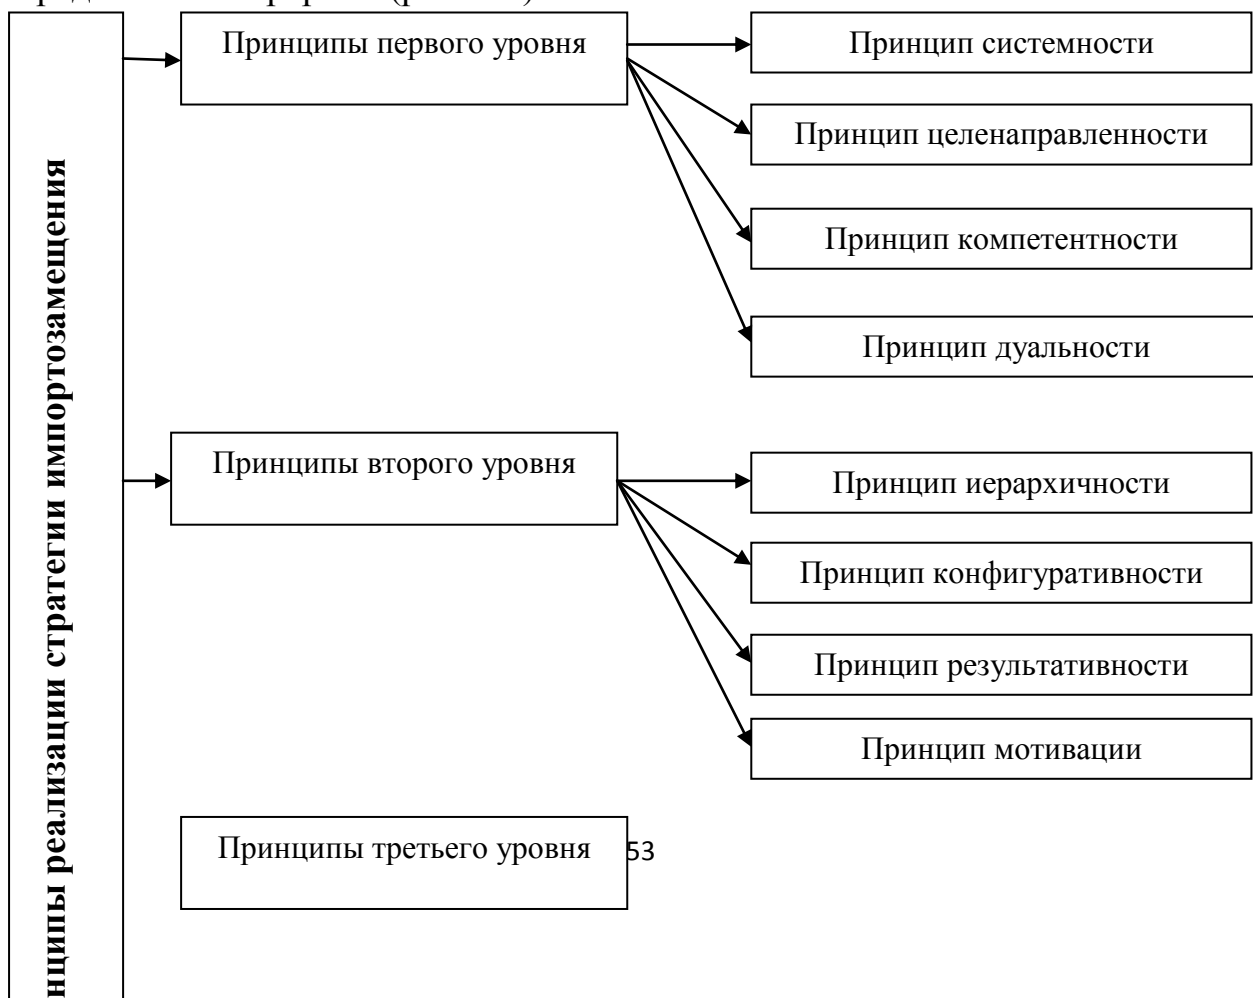 нципы реализации стратегии импортозамещения
Принципы первого уровня
Принцип системности
Принцип целенаправленности
Принцип компетентности
Принцип дуальности
Принципы второго уровня
Принцип иерархичности
Принцип конфигуративности
Принцип результативности
Принцип мотивации
Принципы третьего уровня
53